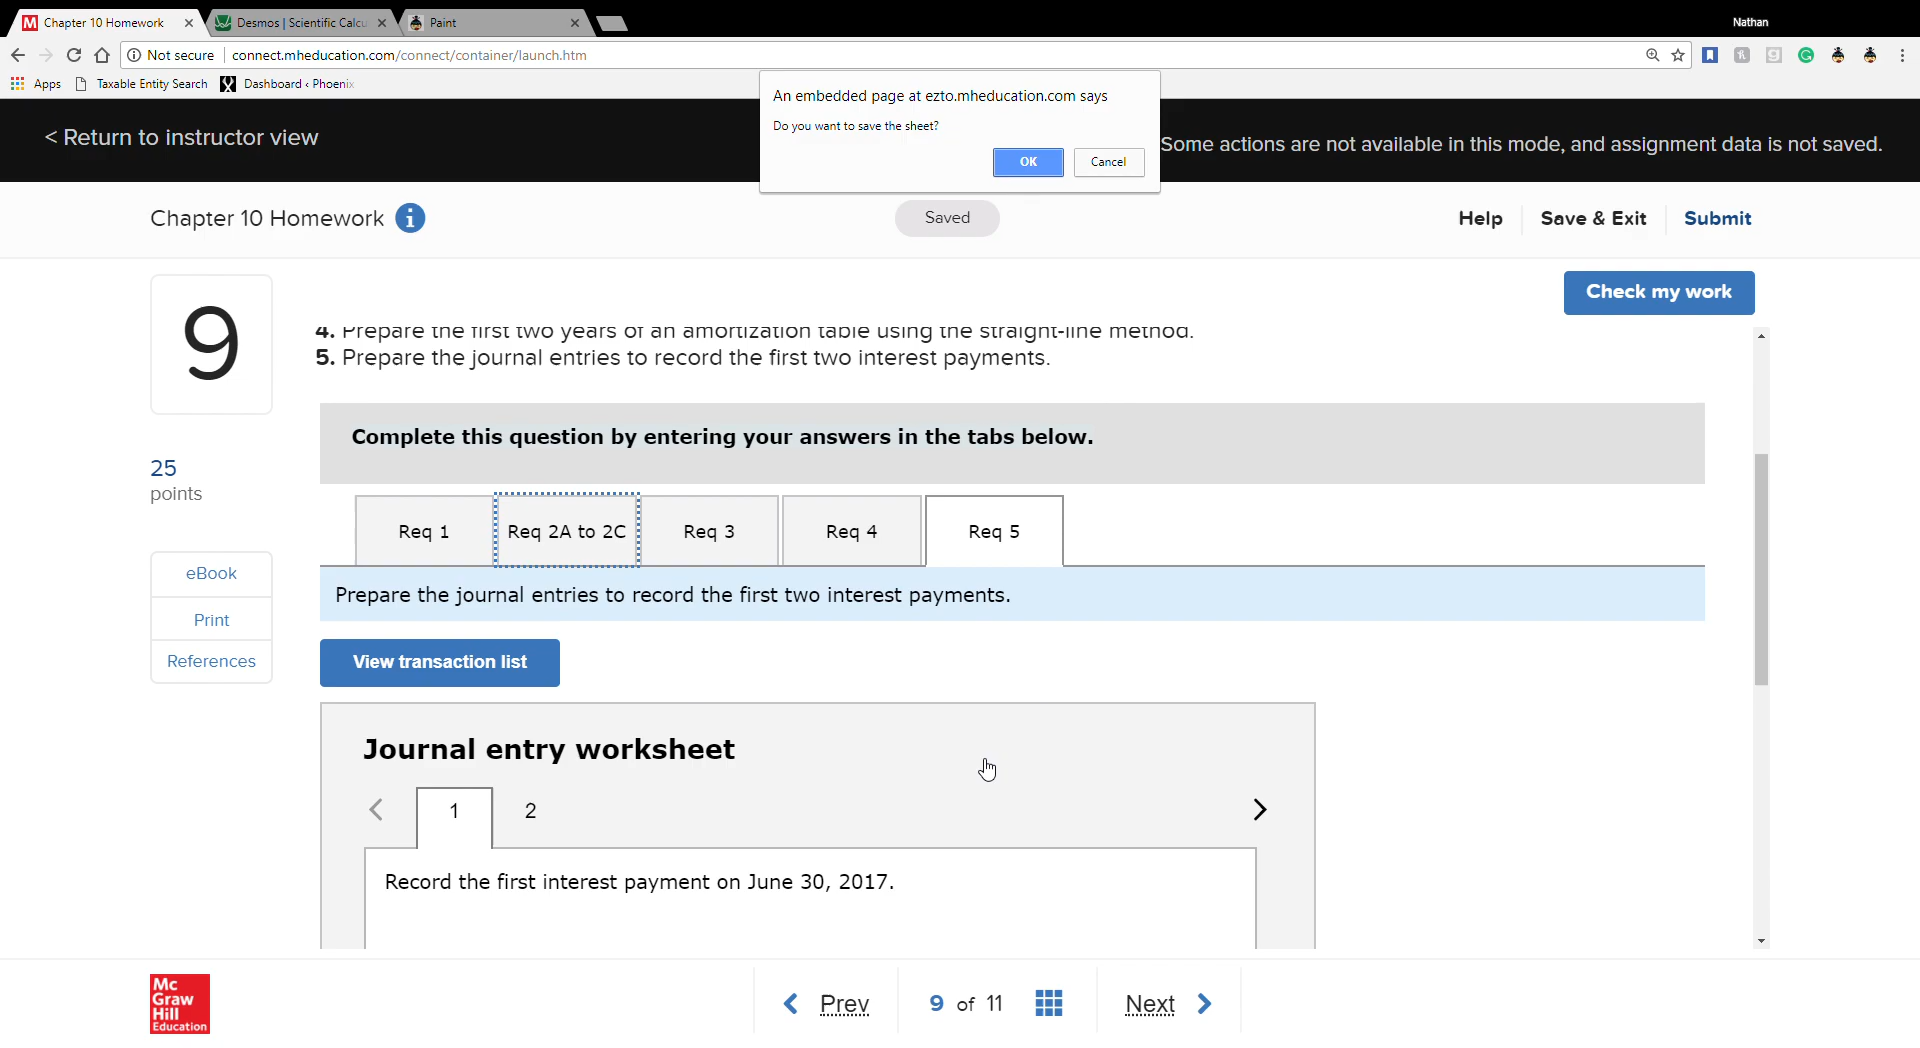 Chapter 10 Homework
Desmos | Scientific Calcu
Paint
Nathan
Not secure
connect.mheducation.com/connect/container/launch.htm
Apps
Taxable Entity Search
Dashboard ‹ Phoenix
An embedded page at ezto.mheducation.com says
Do you want to save the sheet?
OK
Cancel
< Return to instructor view
Some actions are not available in this mode, and assignment data is not saved.
Chapter 10 Homework
Saved
Help
Save & Exit
Submit
9
Check my work
4. Prepare the first two years of an amortization table using the straight-line method.
5. Prepare the journal entries to record the first two interest payments.
25
points
Complete this question by entering your answers in the tabs below.
Req 1
Req 2A to 2C
Req 3
Req 4
Req 5
eBook
Print
References
Prepare the journal entries to record the first two interest payments.
View transaction list
Journal entry worksheet
1
2
Record the first interest payment on June 30, 2017.
Mc
Graw
Hill
Education
Prev
9 of 11
Next